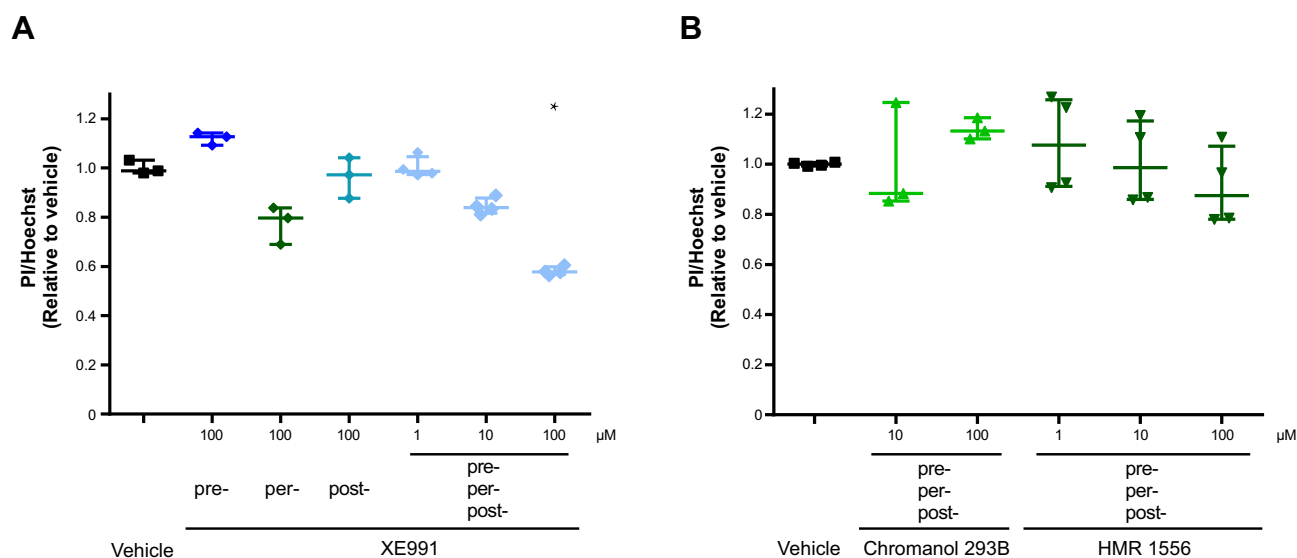 A
PI/Hoechst
(Relative to vehicle)
1.2
1.0
0.8
0.6
0.4
0.2
0
*
100 100 100 1 10 100 µM
pre- per- post- pre-
per-
post-
Vehicle XE991
B
PI/Hoechst
(Relative to vehicle)
1.2
1.0
0.8
0.6
0.4
0.2
0
10 100 1 10 100 µM
pre- pre-
per- per-
post- post-
Vehicle Chromanol 293B HMR 1556